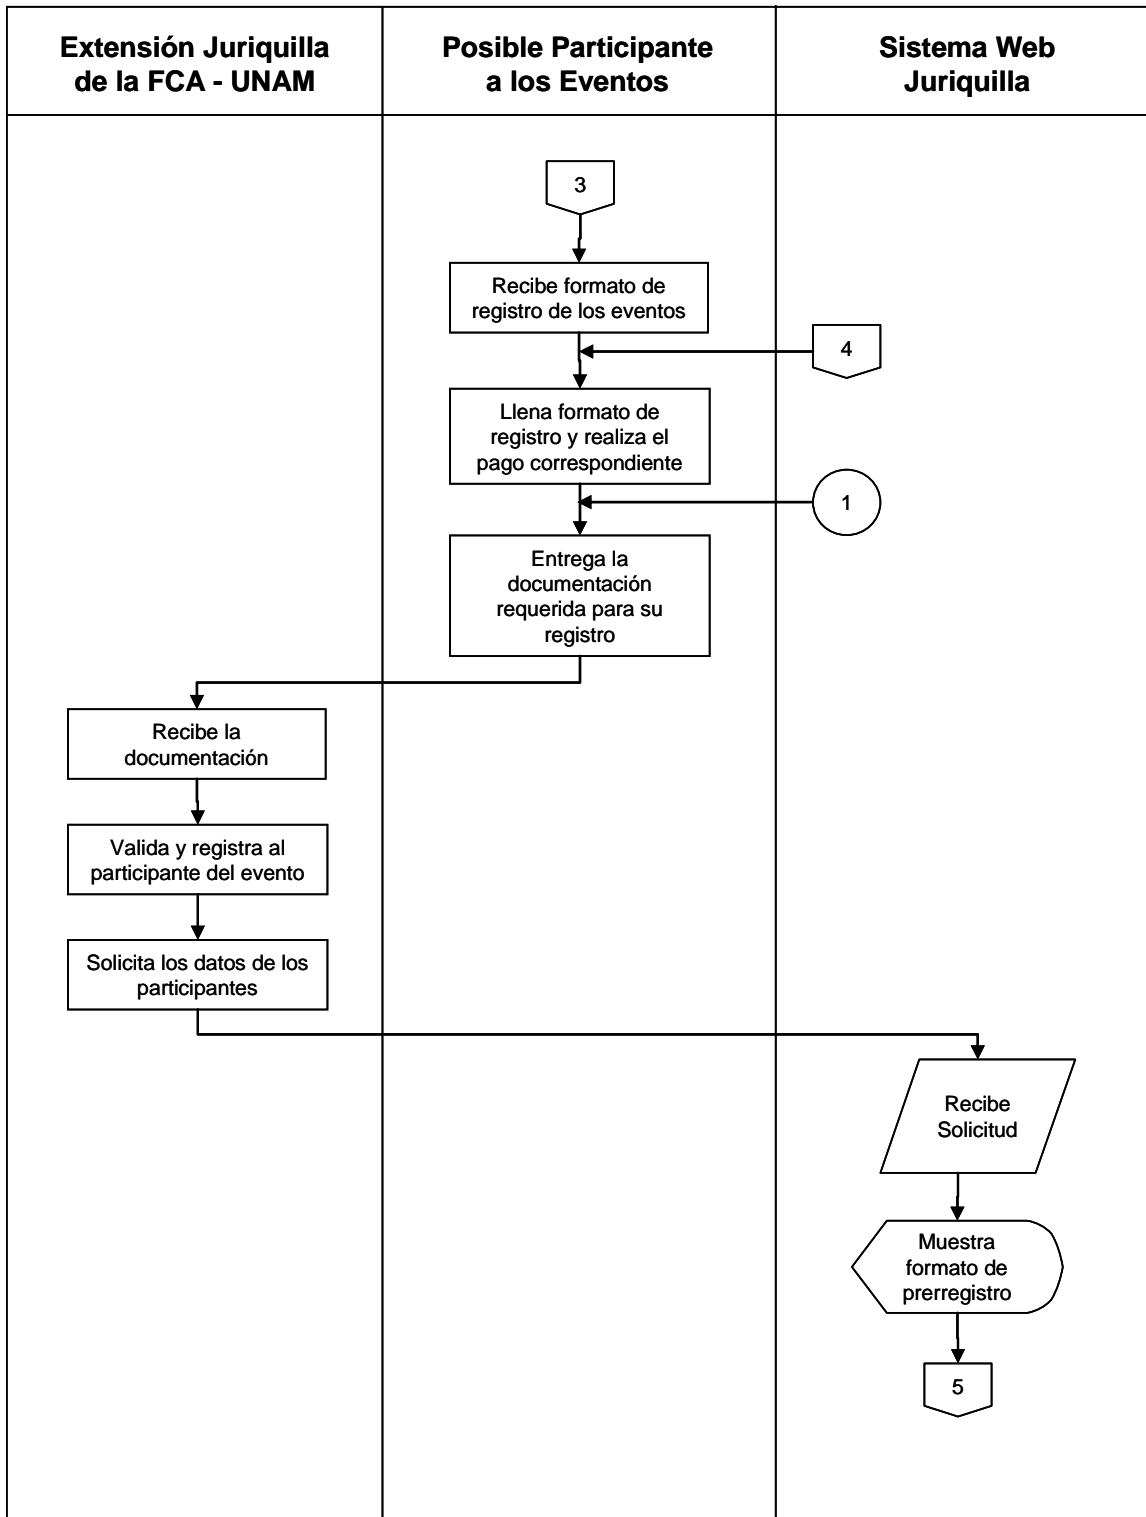 Extensión Juriquilla
de la FCA - UNAM
Posible Participante
a los Eventos
Sistema Web
Juriquilla
3
Recibe formato de
registro de los eventos
4
Llena formato de
registro y realiza el
pago correspondiente
1
Entrega la
documentación
requerida para su
registro
Recibe la
documentación
Valida y registra al
participante del evento
Solicita los datos de los
participantes
Recibe
Solicitud
Muestra
formato de
prerregistro
5